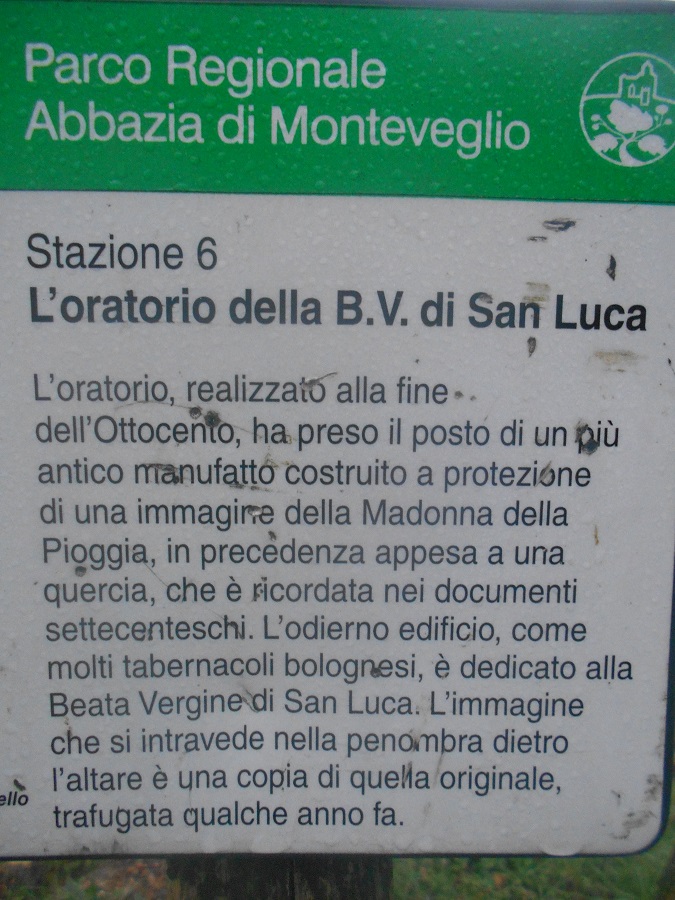 Parco Regionale
Abbazia di Monteveglio
Stazione 6
L'oratorio della B.V. di San Luca
L'oratorio, realizzato alla fine
dell'Ottocento, ha preso il posto di un più
antico manufatto costruito a protezione
di una immagine della Madonna della
Pioggia, in precedenza appesa a una
quercia, che è ricordata nei documenti
settecenteschi. L'odierno edificio, come
molti tabernacoli bolognesi, è dedicato alla
Beata Vergine di San Luca. L'immagine
che si intravede nella penombra dietro
l'altare è una copia di quella originale,
trafugata qualche anno fa.
ello